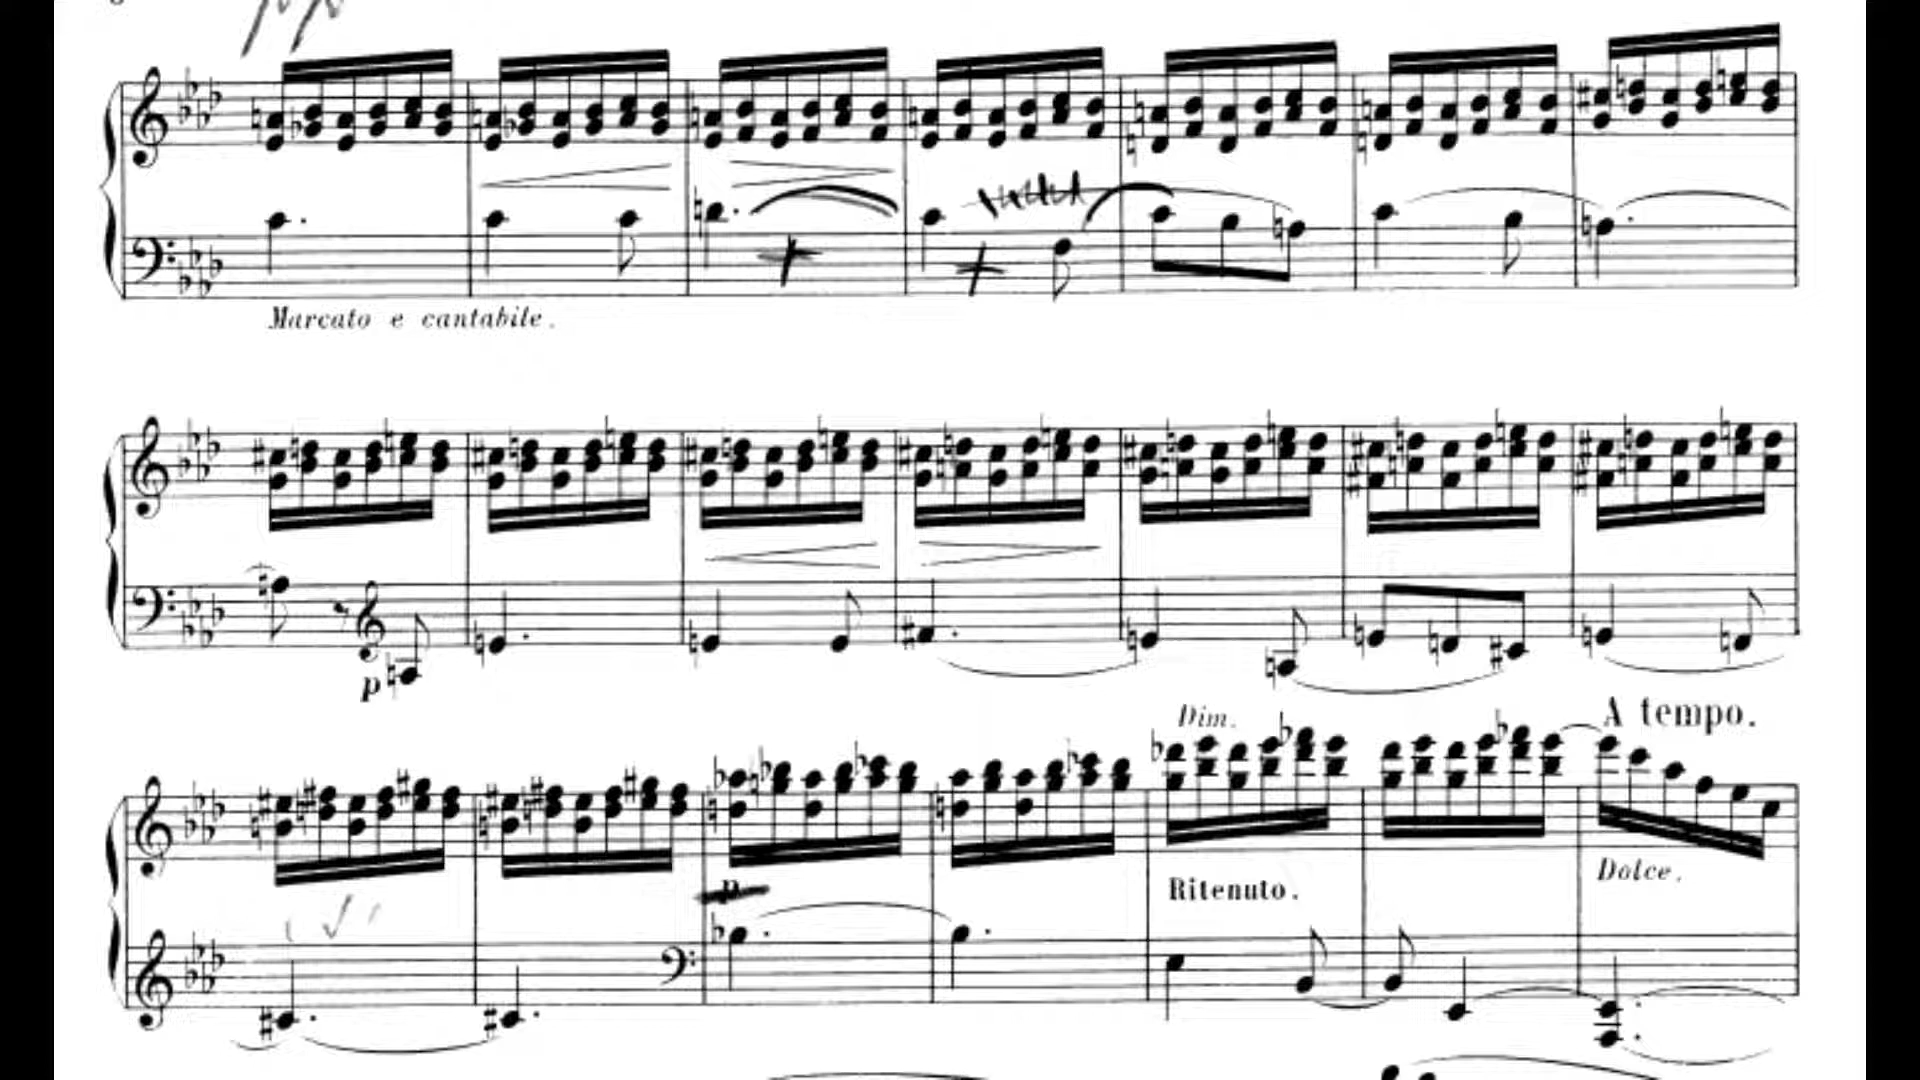 Marcato e cantabile.
p
Dim.
A tempo.
p
Ritenuto.
Dolce.